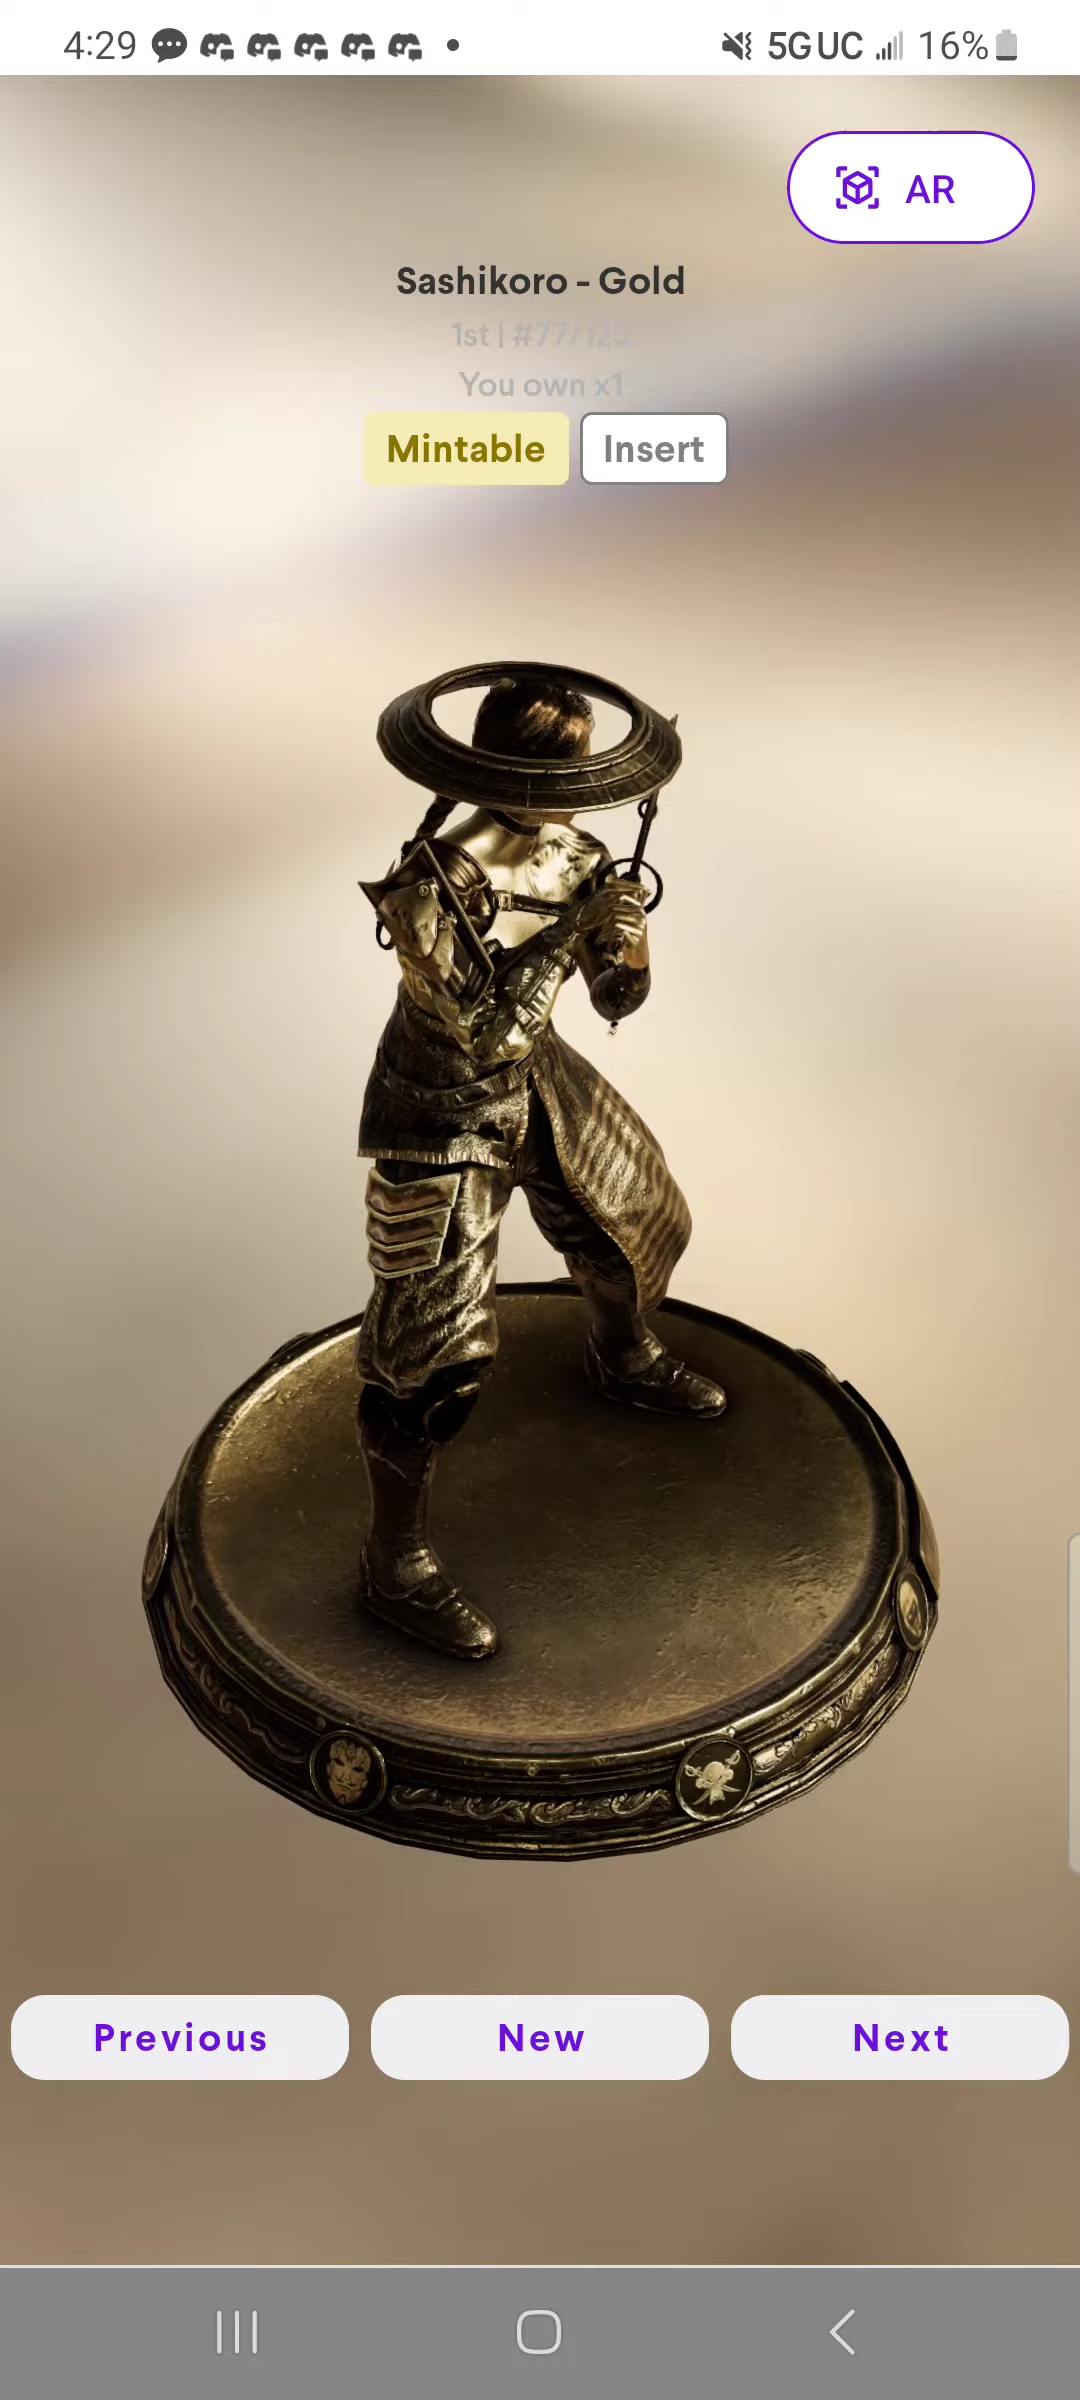 4:29 5G UC 16%
AR
Sashikoro - Gold
1st | #77/125
You own x1
Mintable Insert
Previous New Next